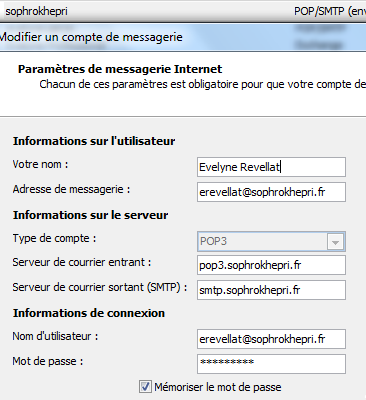 sophrokhepri POP/SMTP (env
Modifier un compte de messagerie
Paramètres de messagerie Internet
Chacun de ces paramètres est obligatoire pour que votre compte de
Informations sur l'utilisateur
Votre nom : Evelyne Revellat
Adresse de messagerie : erevellat@sophrokhepri.fr
Informations sur le serveur
Type de compte : POP3
Serveur de courrier entrant : pop3.sophrokhepri.fr
Serveur de courrier sortant (SMTP) : smtp.sophrokhepri.fr
Informations de connexion
Nom d'utilisateur : erevellat@sophrokhepri.fr
Mot de passe : *********
Mémoriser le mot de passe